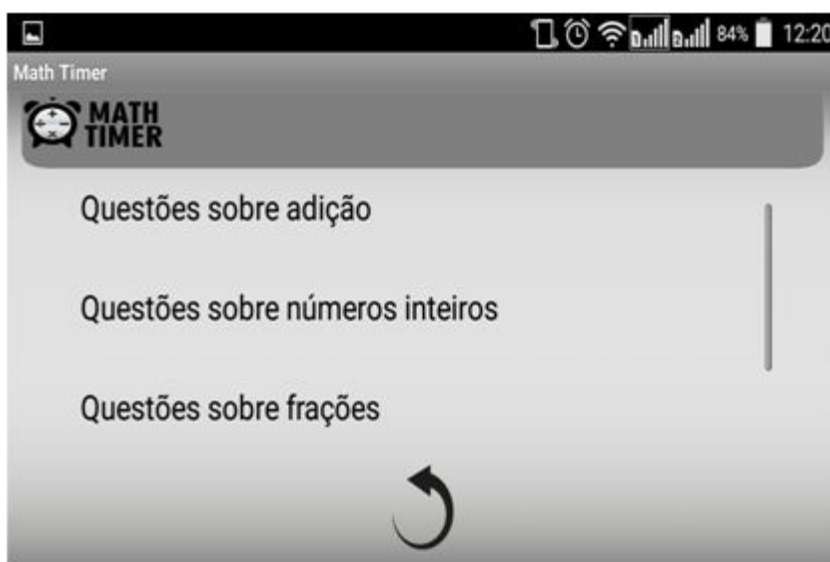 84% 12:20
Math Timer
MATH
TIMER
Questões sobre adição
Questões sobre números inteiros
Questões sobre frações